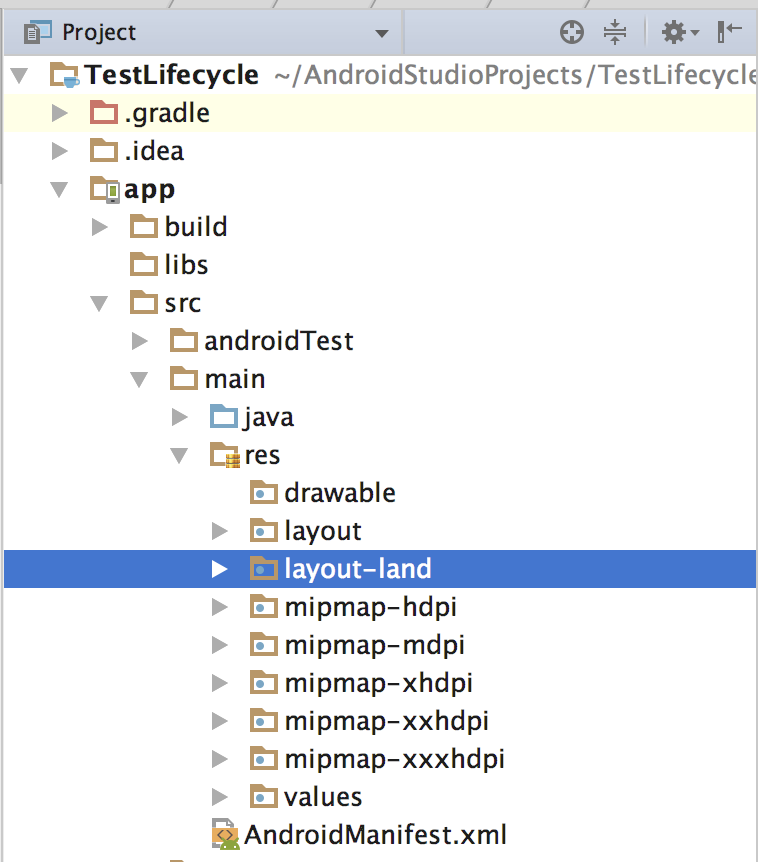 Project
TestLifecycle ~/AndroidStudioProjects/TestLifecycle
.gradle
.idea
app
build
libs
src
androidTest
main
java
res
drawable
layout
layout-land
mipmap-hdpi
mipmap-mdpi
mipmap-xhdpi
mipmap-xxhdpi
mipmap-xxxhdpi
values
AndroidManifest.xml